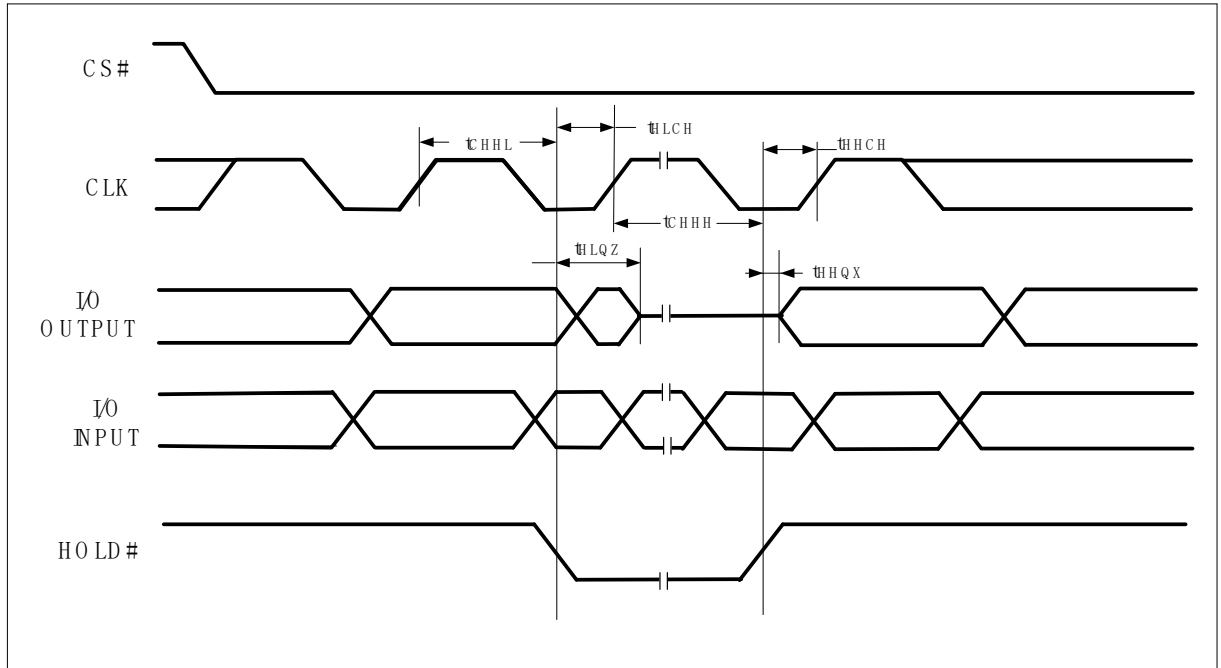 CS#
tHLCH
tCHHL
tHHCH
CLK
tCHHH
tHLQZ
tHHQX
I/O
OUTPUT
I/O
INPUT
HOLD#